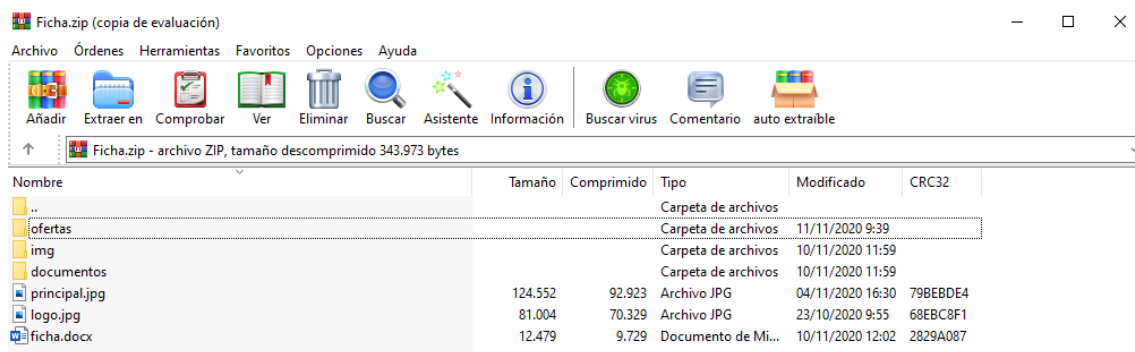 Ficha.zip (copia de evaluación)
Archivo Órdenes Herramientas Favoritos Opciones Ayuda
Añadir Extraer en Comprobar Ver Eliminar Buscar Asistente Información Buscar virus Comentario auto extraíble
Ficha.zip - archivo ZIP, tamaño descomprimido 343.973 bytes
Nombre Tamaño Comprimido Tipo Modificado CRC32
.. Carpeta de archivos
ofertas Carpeta de archivos 11/11/2020 9:39
img Carpeta de archivos 10/11/2020 11:59
documentos Carpeta de archivos 10/11/2020 11:59
principal.jpg 124.552 92.923 Archivo JPG 04/11/2020 16:30 79BEBDE4
logo.jpg 81.004 70.329 Archivo JPG 23/10/2020 9:55 68EBC8F1
ficha.docx 12.479 9.729 Documento de Mi... 10/11/2020 12:02 2829A087